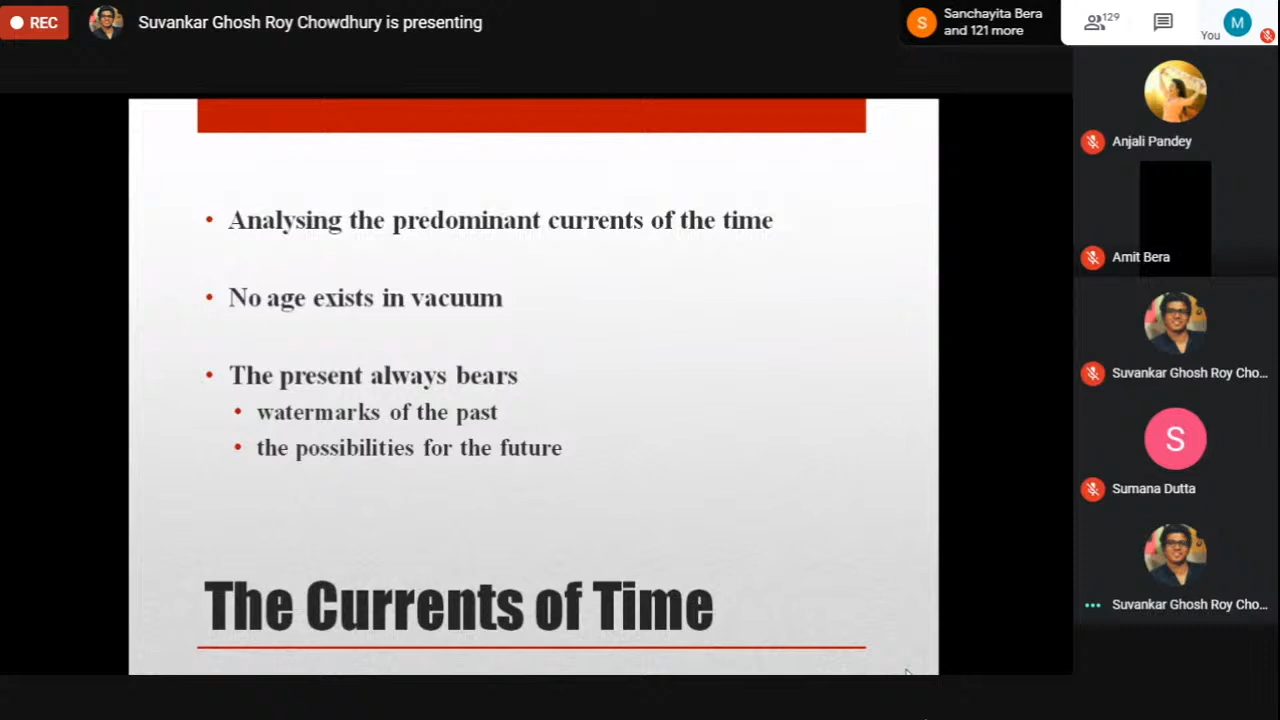 REC
Suvankar Ghosh Roy Chowdhury is presenting
S
Sanchayita Bera
and 121 more
129
You
M
Anjali Pandey
Amit Bera
Suvankar Ghosh Roy Cho...
S
Sumana Dutta
Suvankar Ghosh Roy Cho...
• Analysing the predominant currents of the time
• No age exists in vacuum
• The present always bears
• watermarks of the past
• the possibilities for the future
The Currents of Time